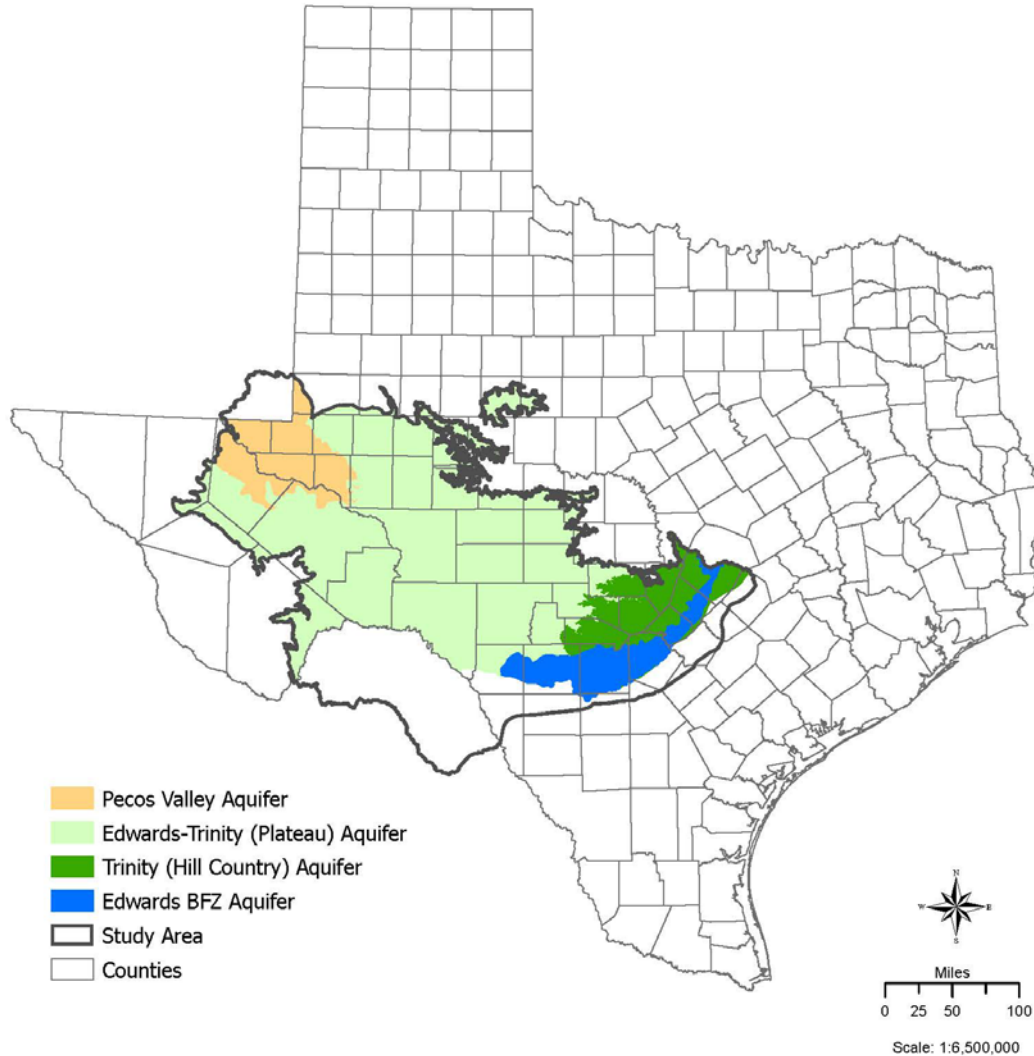 Pecos Valley Aquifer
Edwards-Trinity (Plateau) Aquifer
Trinity (Hill Country) Aquifer
Edwards BFZ Aquifer
Study Area
Counties
N
W E
S
Miles
0 25 50 100
Scale: 1:6,500,000